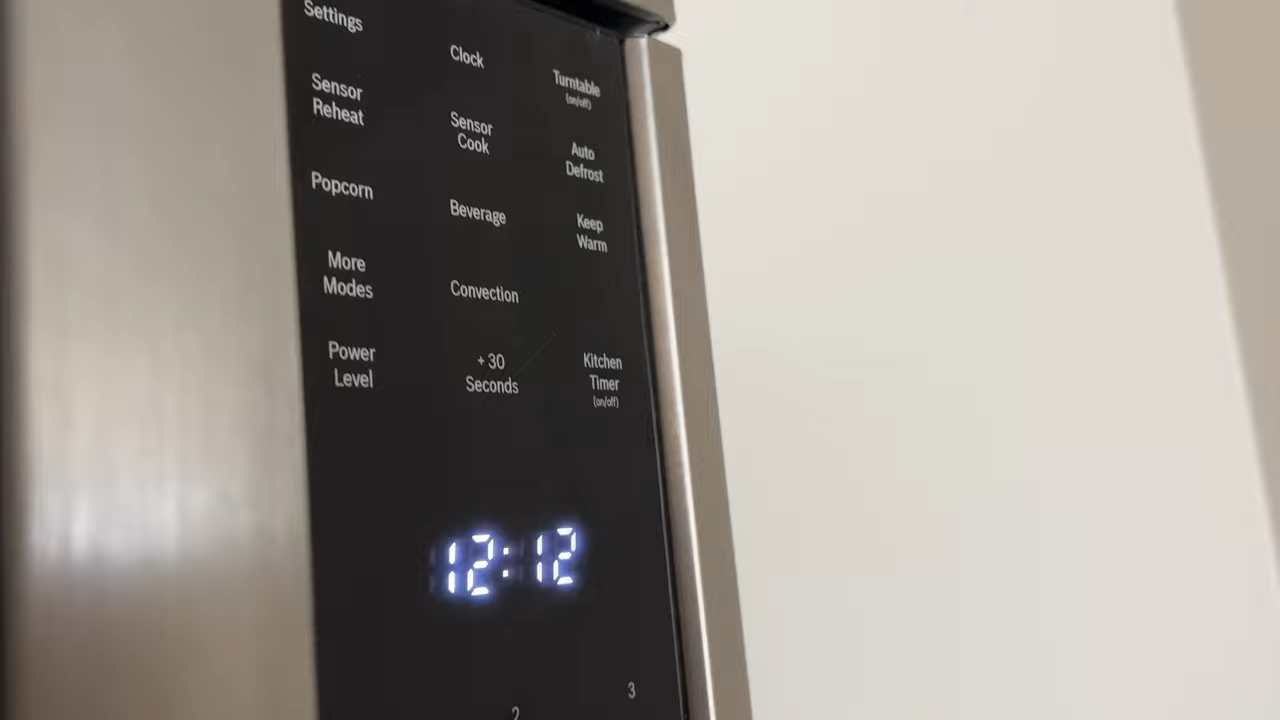 Settings
Clock
Turntable
(on/off)
Sensor
Reheat
Sensor
Cook
Auto
Defrost
Popcorn
Beverage
Keep
Warm
More
Modes
Convection
Power
Level
+ 30
Seconds
Kitchen
Timer
(on/off)
12:12
2
3